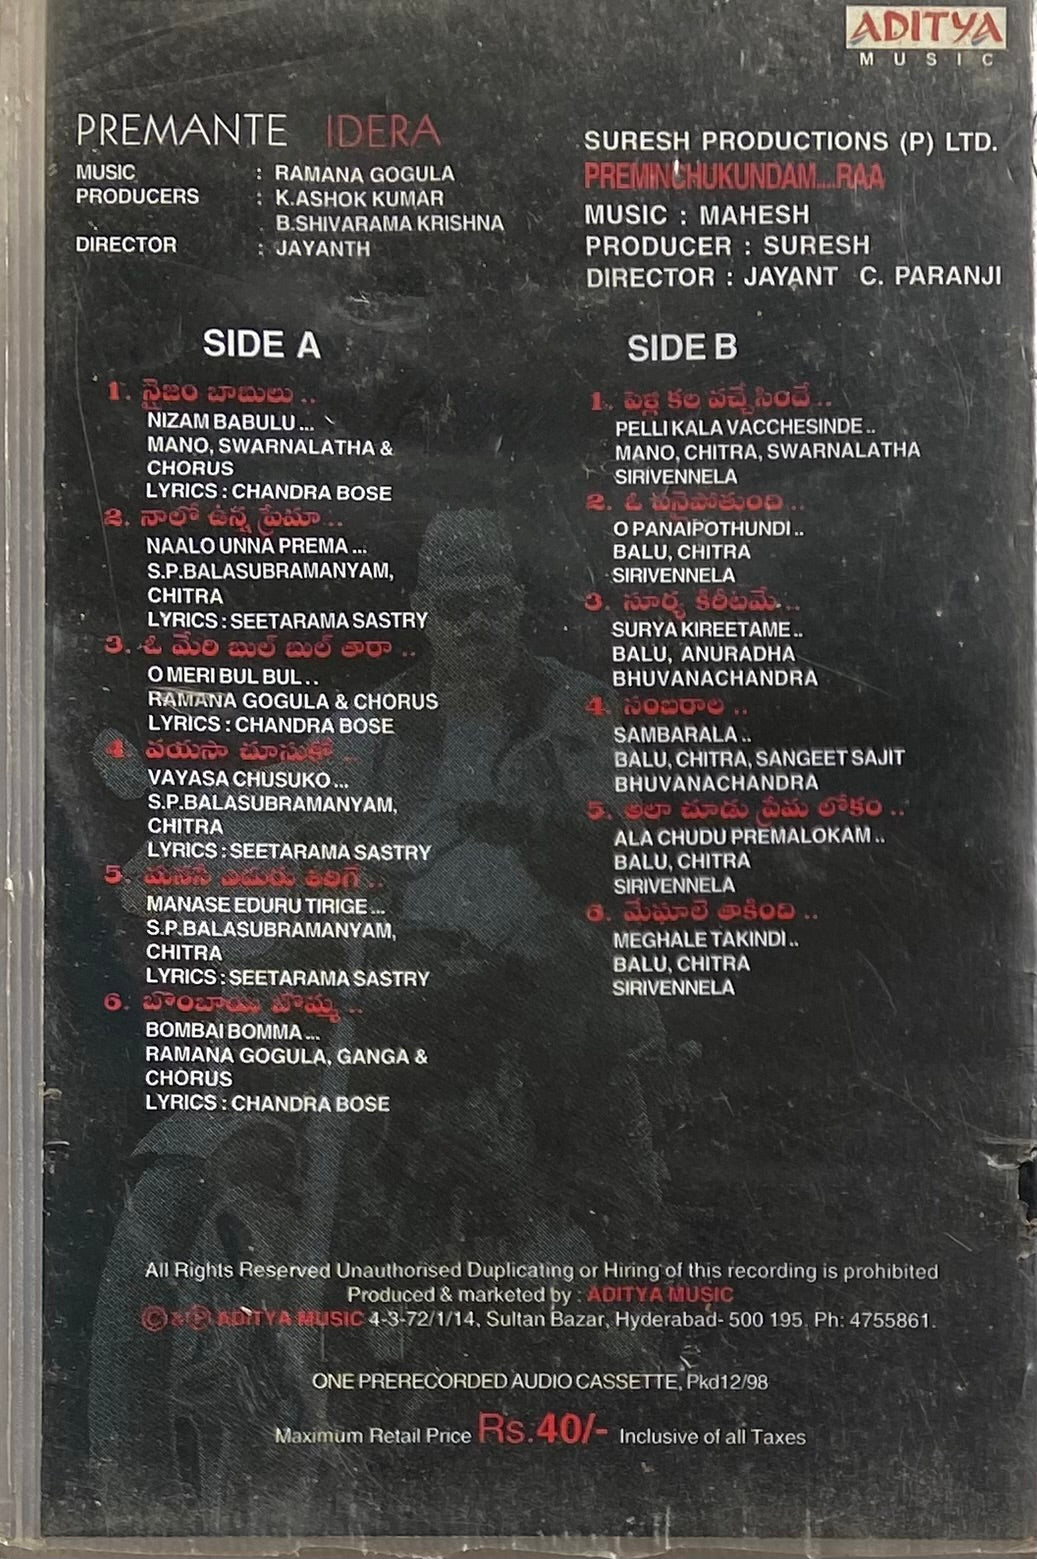 ADITYA
MUSIC
PREMANTE IDERA
MUSIC : RAMANA GOGULA
PRODUCERS : K.ASHOK KUMAR
B.SHIVARAMA KRISHNA
DIRECTOR : JAYANTH
SURESH PRODUCTIONS (P) LTD.
PREMINCHUKUNDAM....RAA
MUSIC : MAHESH
PRODUCER : SURESH
DIRECTOR : JAYANT C. PARANJI
SIDE A
1. నైజం బాబులు ..
NIZAM BABULU ...
MANO, SWARNALATHA &
CHORUS
LYRICS : CHANDRA BOSE
2. నాలో ఉన్న ప్రేమా ..
NAALO UNNA PREMA ...
S.P.BALASUBRAMANYAM,
CHITRA
LYRICS : SEETARAMA SASTRY
3. ఓ మేరి బుల్ బుల్ తారా ..
O MERI BUL BUL ..
RAMANA GOGULA & CHORUS
LYRICS : CHANDRA BOSE
4. వయసా చూసుకో ..
VAYASA CHUSUKO ...
S.P.BALASUBRAMANYAM,
CHITRA
LYRICS : SEETARAMA SASTRY
5. మనసే ఎదురు తిరిగే ..
MANASE EDURU TIRIGE ...
S.P.BALASUBRAMANYAM,
CHITRA
LYRICS : SEETARAMA SASTRY
6. బొంబాయి బొమ్మ ..
BOMBAI BOMMA ...
RAMANA GOGULA, GANGA &
CHORUS
LYRICS : CHANDRA BOSE
SIDE B
1. పెళ్లి కల వచ్చేసిందే ..
PELLI KALA VACCHESINDE ..
MANO, CHITRA, SWARNALATHA
SIRIVENNELA
2. ఓ పనైపోతుంది ..
O PANAIPOTHUNDI ..
BALU, CHITRA
SIRIVENNELA
3. సూర్య కిరీటమే ..
SURYA KIREETAME ..
BALU, ANURADHA
BHUVANACHANDRA
4. సంబరాల ..
SAMBARALA ..
BALU, CHITRA, SANGEET SAJIT
BHUVANACHANDRA
5. అలా చూడు ప్రేమ లోకం ..
ALA CHUDU PREMALOKAM ..
BALU, CHITRA
SIRIVENNELA
6. మేఘాలె తాకింది ..
MEGHALE TAKINDI ..
BALU, CHITRA
SIRIVENNELA
All Rights Reserved Unauthorised Duplicating or Hiring of this recording is prohibited
Produced & marketed by : ADITYA MUSIC
© & ℗ ADITYA MUSIC 4-3-72/1/14, Sultan Bazar, Hyderabad- 500 195. Ph: 4755861.
ONE PRERECORDED AUDIO CASSETTE, Pkd12/98
Maximum Retail Price Rs.40/- Inclusive of all Taxes